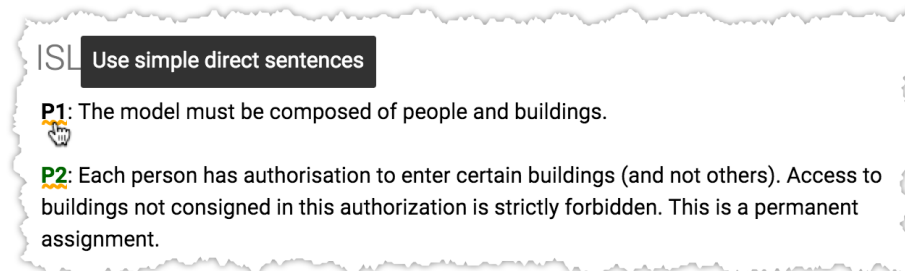 ISL
Use simple direct sentences
P1: The model must be composed of people and buildings.
P2: Each person has authorisation to enter certain buildings (and not others). Access to
buildings not consigned in this authorization is strictly forbidden. This is a permanent
assignment.